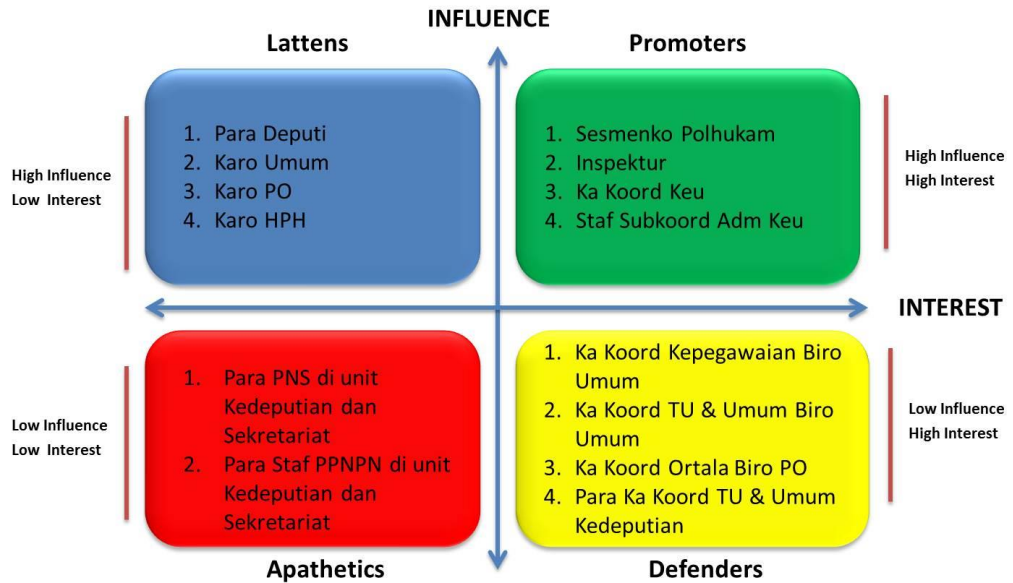 INFLUENCE
Lattens
Promoters
High Influence
Low Interest
1. Para Deputi
2. Karo Umum
3. Karo PO
4. Karo HPH
1. Sesmenko Polhukam
2. Inspektur
3. Ka Koord Keu
4. Staf Subkoord Adm Keu
High Influence
High Interest
INTEREST
Low Influence
Low Interest
1. Para PNS di unit
Kedeputian dan
Sekretariat
2. Para Staf PPNPN di unit
Kedeputian dan
Sekretariat
1. Ka Koord Kepegawaian Biro
Umum
2. Ka Koord TU & Umum Biro
Umum
3. Ka Koord Ortala Biro PO
4. Para Ka Koord TU & Umum
Kedeputian
Low Influence
High Interest
Apathetics
Defenders